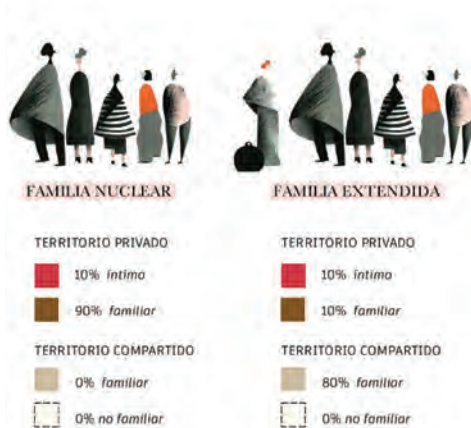 FAMILIA NUCLEAR
TERRITORIO PRIVADO
10% íntimo
90% familiar
TERRITORIO COMPARTIDO
0% familiar
0% no familiar
FAMILIA EXTENDIDA
TERRITORIO PRIVADO
10% íntimo
10% familiar
TERRITORIO COMPARTIDO
80% familiar
0% no familiar